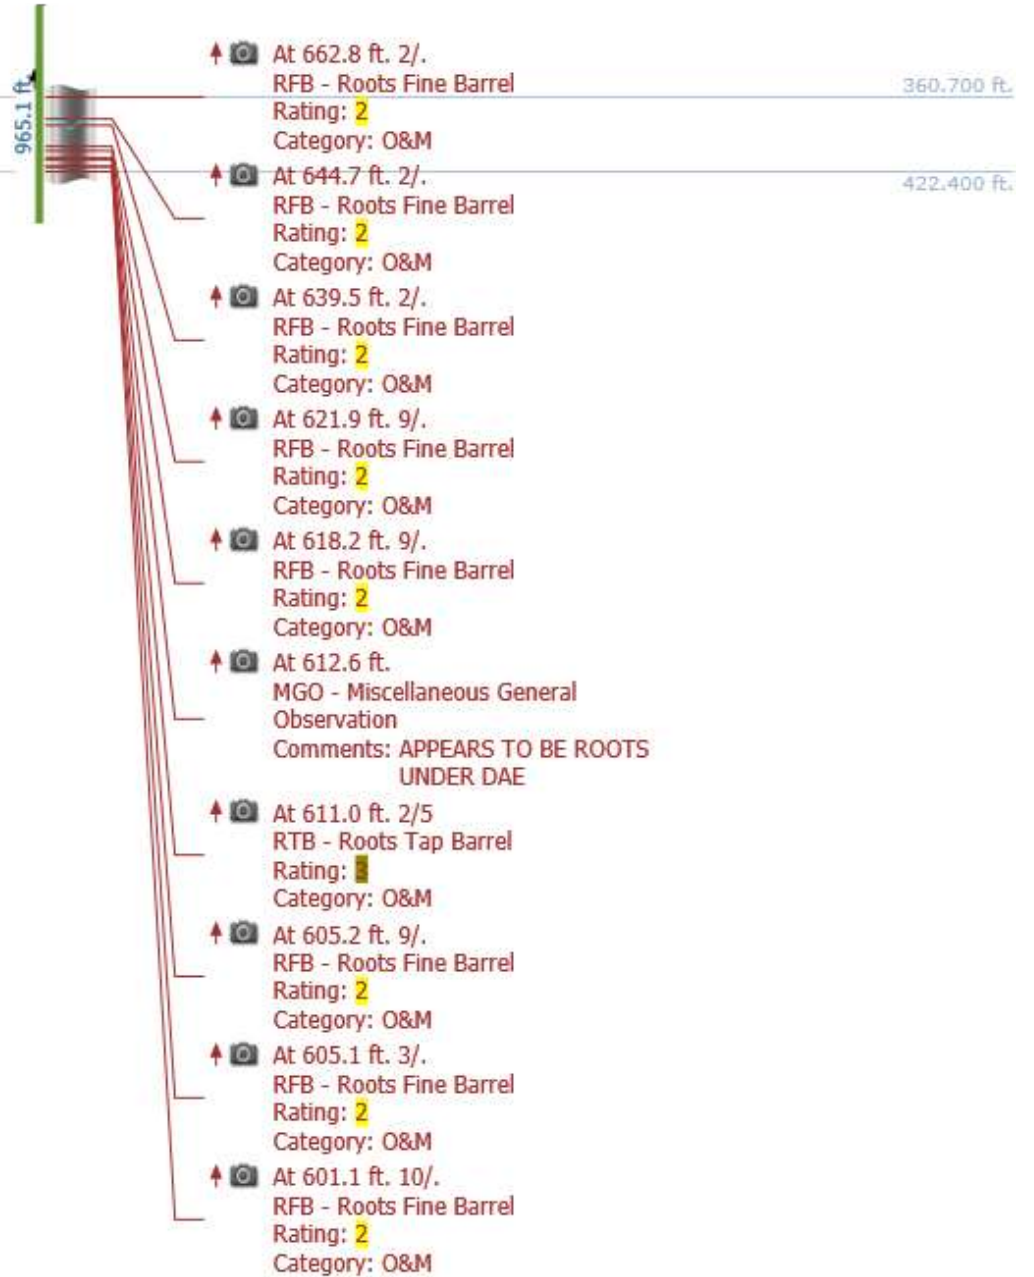 965.1 ft.
At 662.8 ft. 2/.
RFB - Roots Fine Barrel
360.700 ft.
Rating: 2
Category: O&M
At 644.7 ft. 2/.
422.400 ft.
RFB - Roots Fine Barrel
Rating: 2
Category: O&M
At 639.5 ft. 2/.
RFB - Roots Fine Barrel
Rating: 2
Category: O&M
At 621.9 ft. 9/.
RFB - Roots Fine Barrel
Rating: 2
Category: O&M
At 618.2 ft. 9/.
RFB - Roots Fine Barrel
Rating: 2
Category: O&M
At 612.6 ft.
MGO - Miscellaneous General
Observation
Comments: APPEARS TO BE ROOTS
UNDER DAE
At 611.0 ft. 2/5
RTB - Roots Tap Barrel
Rating: 3
Category: O&M
At 605.2 ft. 9/.
RFB - Roots Fine Barrel
Rating: 2
Category: O&M
At 605.1 ft. 3/.
RFB - Roots Fine Barrel
Rating: 2
Category: O&M
At 601.1 ft. 10/.
RFB - Roots Fine Barrel
Rating: 2
Category: O&M